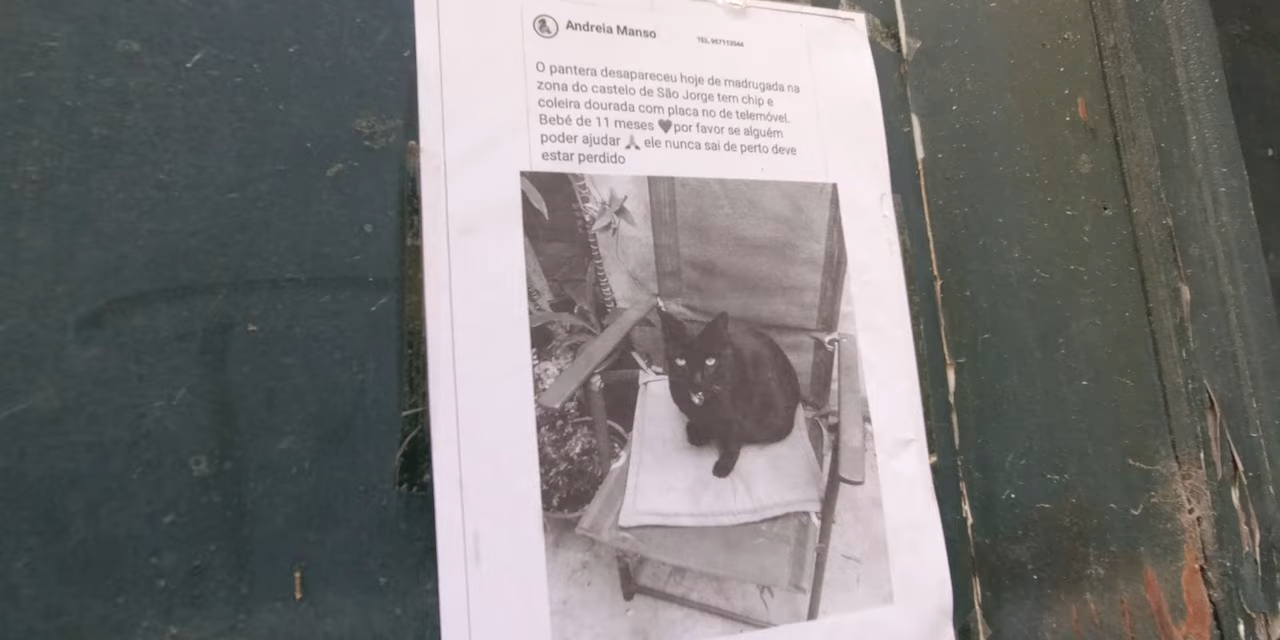 Andreia Manso
TEL 967113944
O pantera desapareceu hoje de madrugada na
zona do castelo de São Jorge tem chip e
coleira dourada com placa no de telemóvel.
Bebé de 11 meses 🖤por favor se alguém
poder ajudar 🙏 ele nunca sai de perto deve
estar perdido